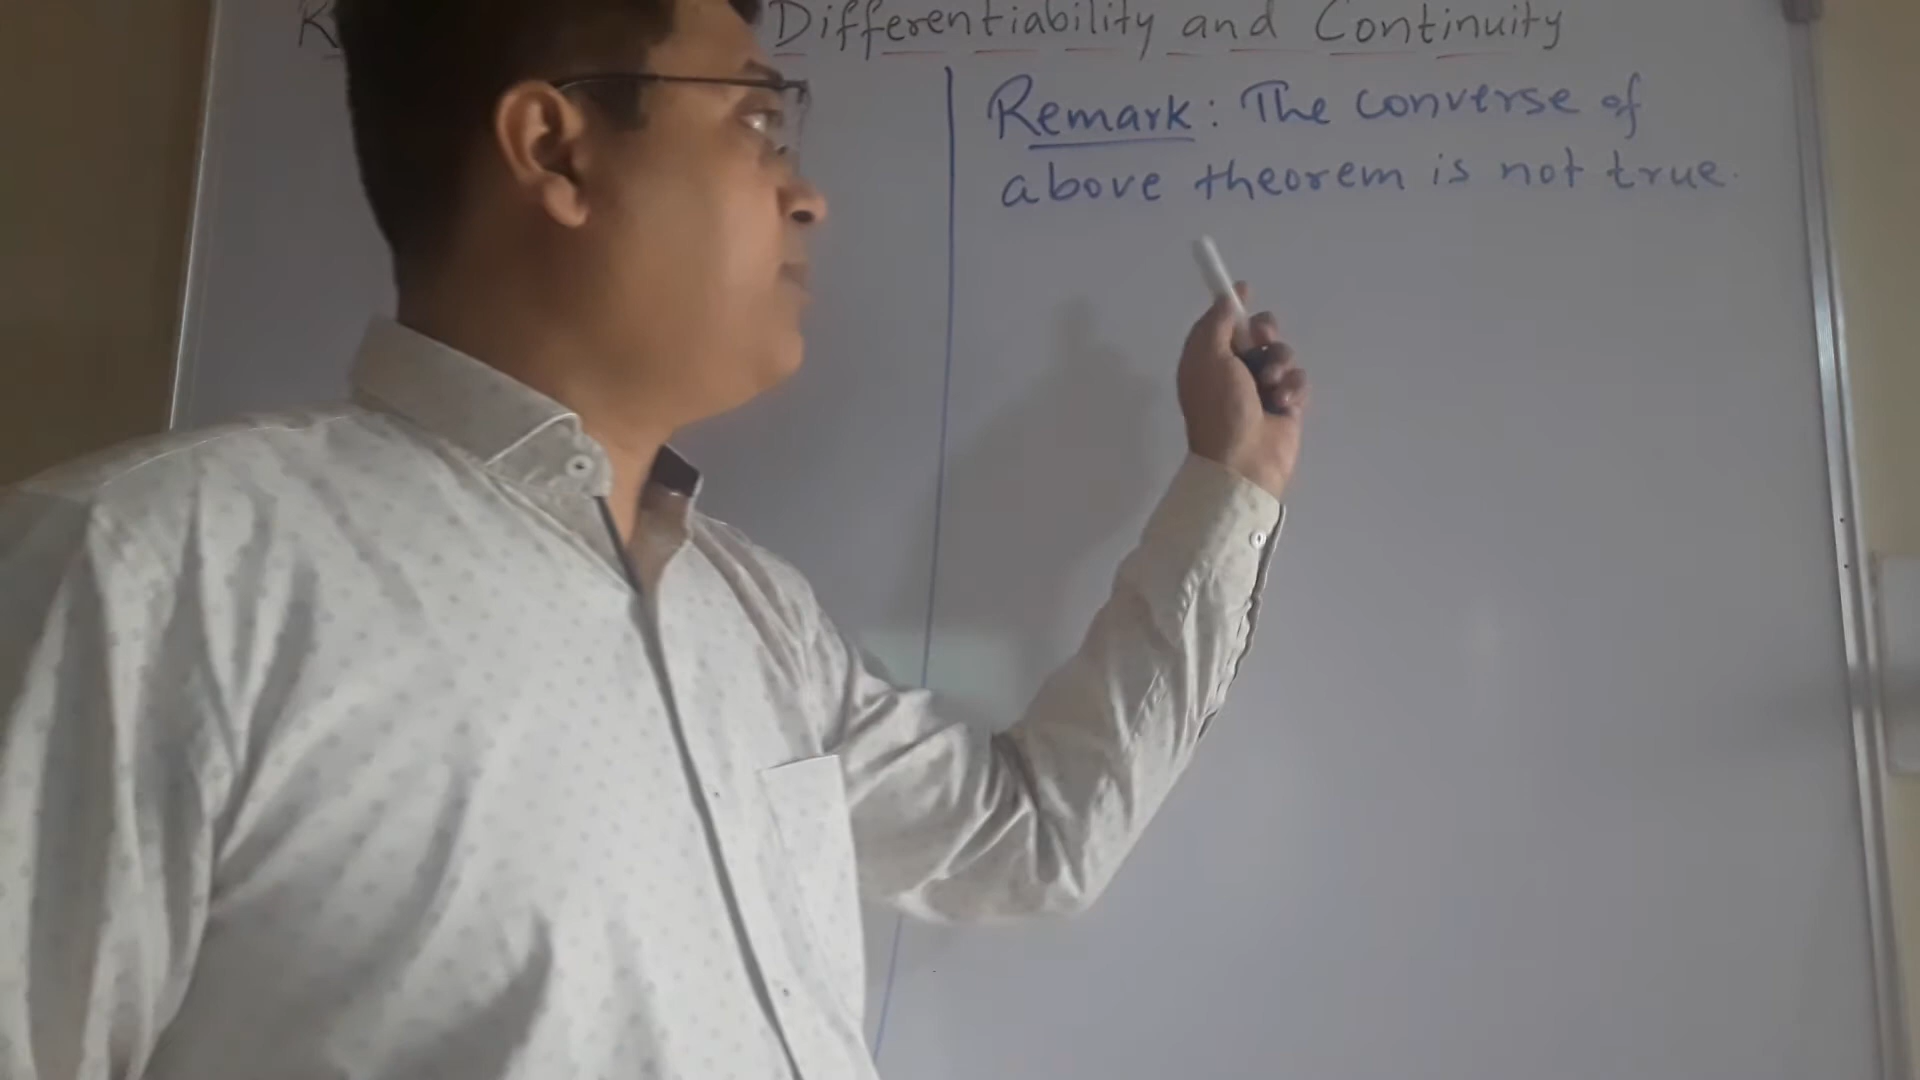 Differentiability and Continuity
Remark: The converse of
above theorem is not true.